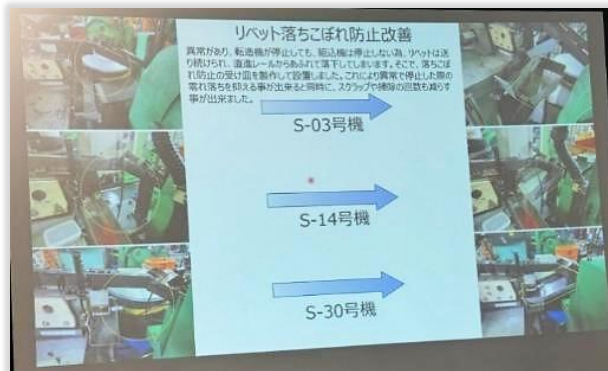 リベット落ちこぼれ防止改善
異常があり、転造機が停止しても、組込機は停止しない為、リベットは送
り続けられ、直進レールからあふれて落下してしまいます。そこで、落ちこぼ
れ防止の受け皿を製作して設置しました。これにより異常で停止した際の
零れ落ちを抑える事が出来ると同時に、スクラップや掃除の回数も減らす
事が出来ました。
S-03号機
S-14号機
S-30号機